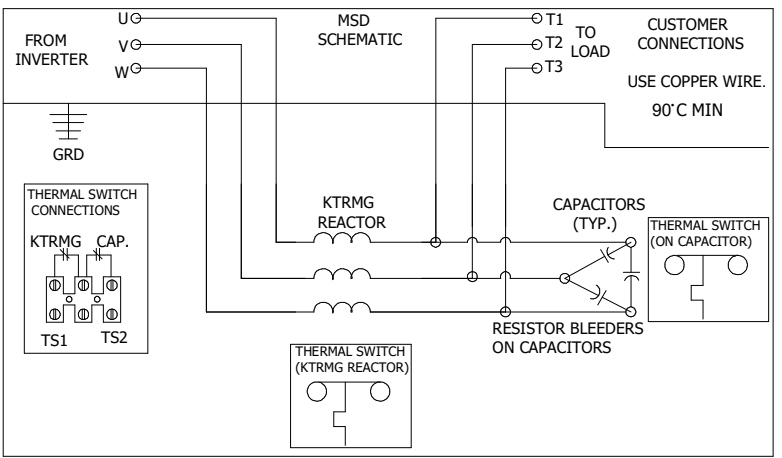 FROM
INVERTER
U
V
W
MSD
SCHEMATIC
T1
T2
T3
TO
LOAD
CUSTOMER
CONNECTIONS
USE COPPER WIRE.
90°C MIN
GRD
THERMAL SWITCH
CONNECTIONS
KTRMG CAP.
TS1 TS2
KTRMG
REACTOR
CAPACITORS
(TYP.)
THERMAL SWITCH
(ON CAPACITOR)
RESISTOR BLEEDERS
ON CAPACITORS
THERMAL SWITCH
(KTRMG REACTOR)